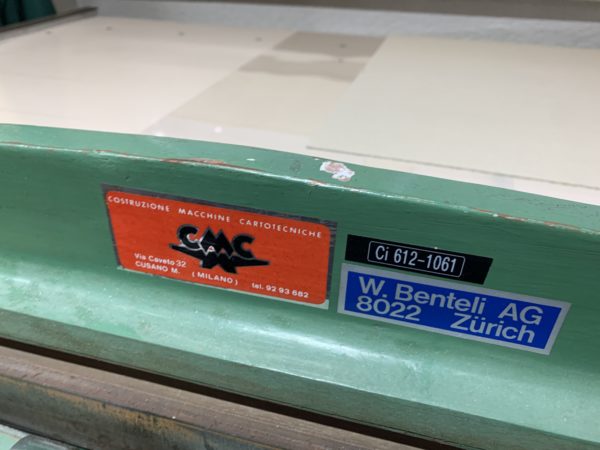 COSTRUZIONE MACCHINE CARTOTECNICHE
CMC
Via Caveto 32
CUSANO M. (MILANO) tel. 92 93 682
Ci 612-1061
W. Benteli AG
8022 Zürich